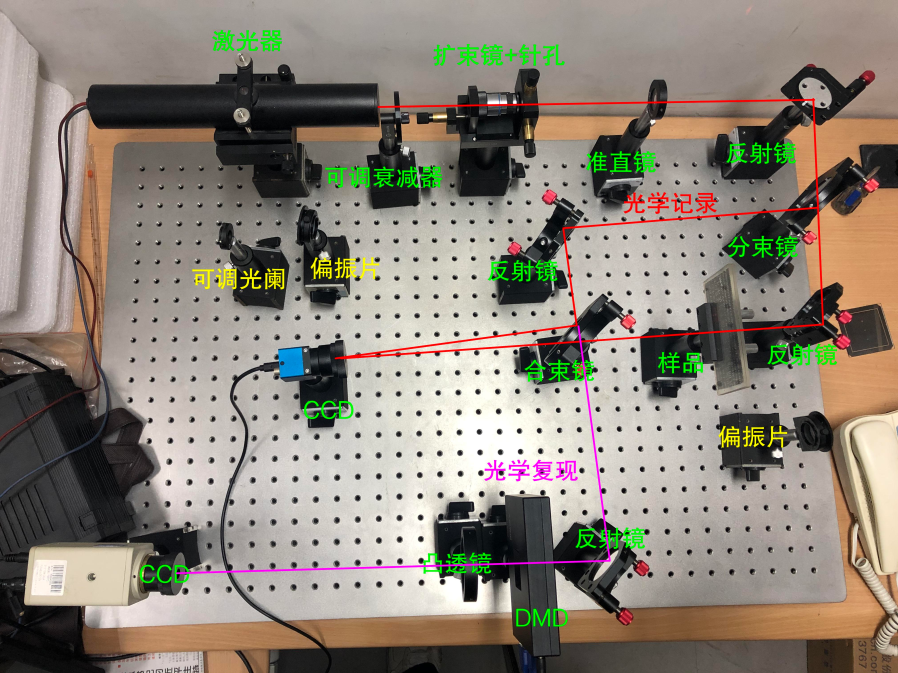 激光器
扩束镜+针孔
可调衰减器
准直镜
反射镜
光学记录
分束镜
可调光阑
偏振片
反射镜
合束镜
样品
反射镜
CCD
偏振片
光学复现
反射镜
凸透镜
CCD
DMD
3767